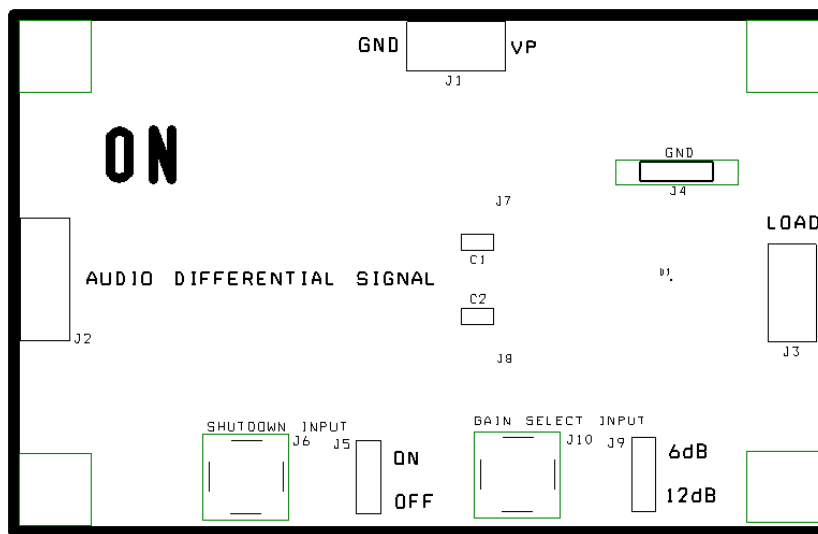 GND VP
J1
ON
GND
J4
J7
LOAD
C1
U1
AUDIO DIFFERENTIAL SIGNAL
C2
J2
J3
J8
SHUTDOWN INPUT
GAIN SELECT INPUT
J6 J5
J10 J9
ON
6dB
OFF
12dB